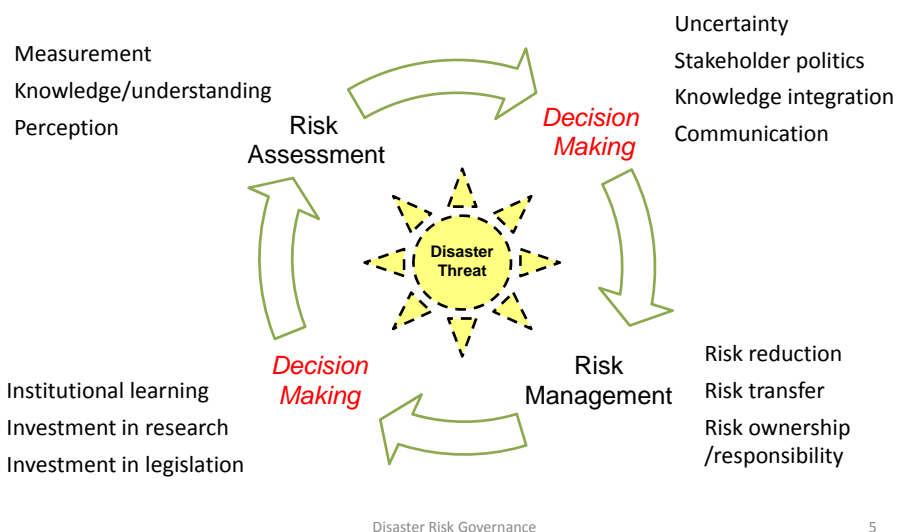 Measurement
Knowledge/understanding
Perception
Risk
Assessment
Uncertainty
Stakeholder politics
Knowledge integration
Communication
Decision
Making
Disaster
Threat
Risk
Management
Risk reduction
Risk transfer
Risk ownership
/responsibility
Decision
Making
Institutional learning
Investment in research
Investment in legislation
Disaster Risk Governance
5